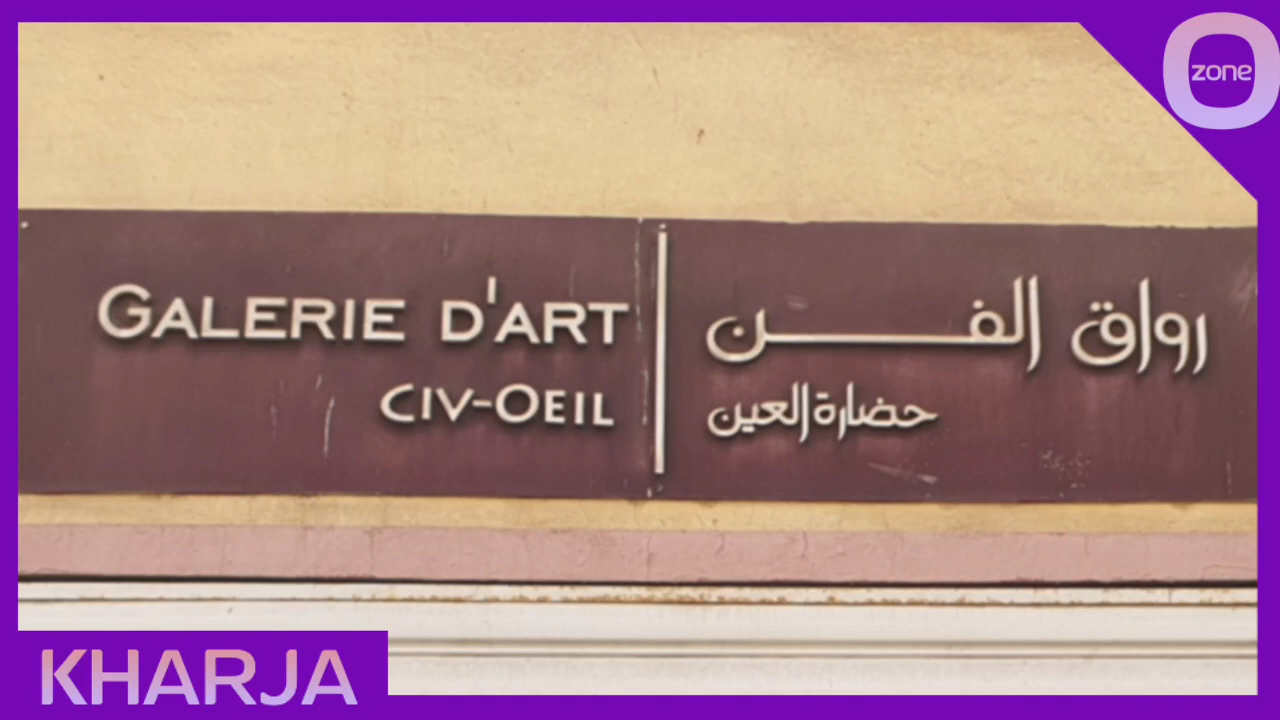 zone
GALERIE D'ART
CIV-OEIL
رواق الفن
حضارة العين
KHARJA